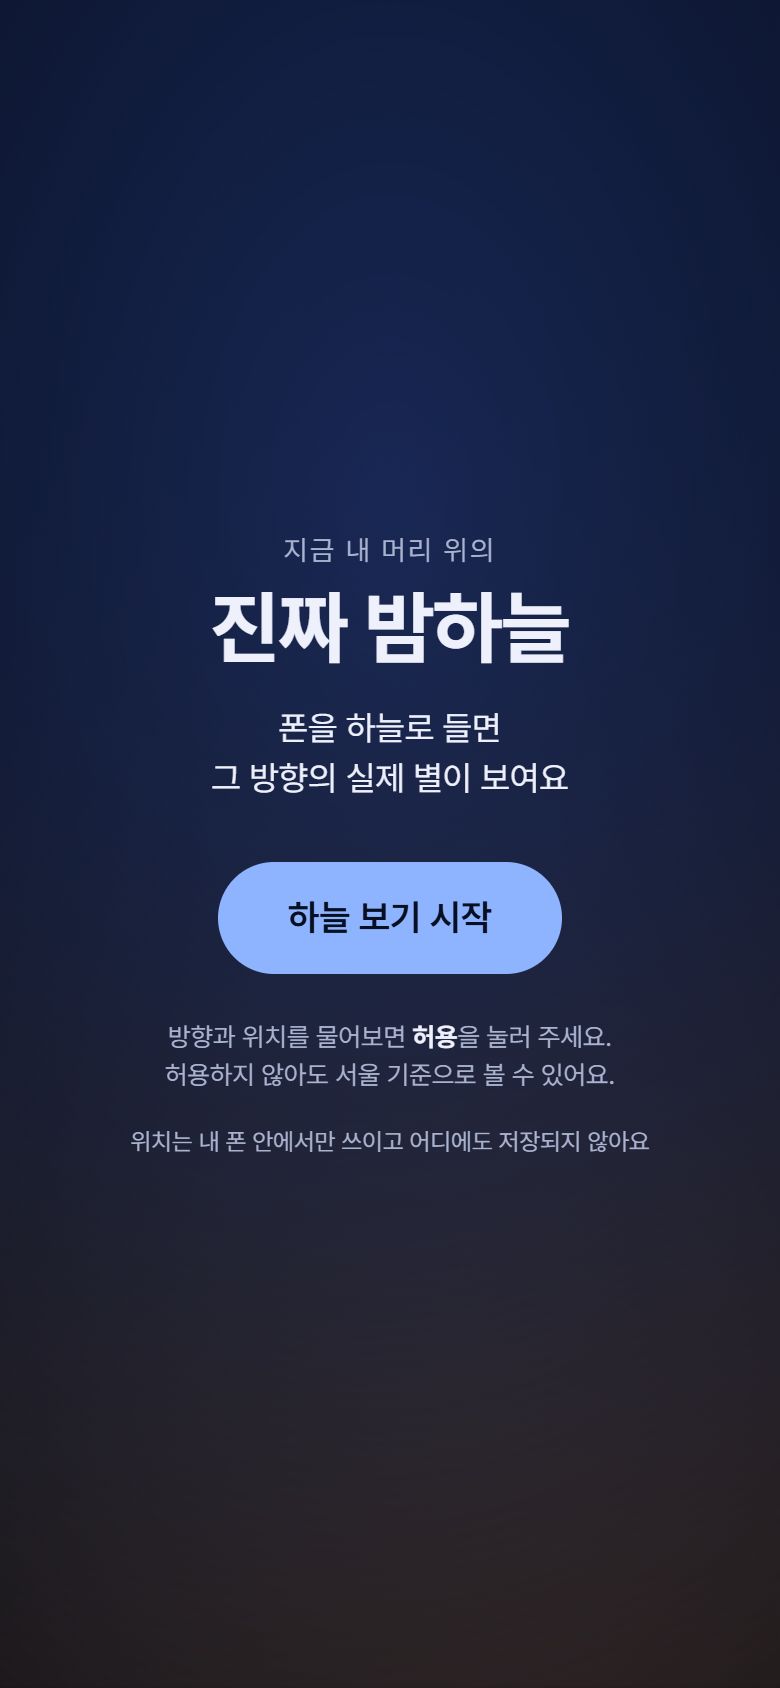 지금 내 머리 위의
진짜 밤하늘
폰을 하늘로 들면
그 방향의 실제 별이 보여요
하늘 보기 시작
방향과 위치를 물어보면 허용을 눌러 주세요.
허용하지 않아도 서울 기준으로 볼 수 있어요.
위치는 내 폰 안에서만 쓰이고 어디에도 저장되지 않아요